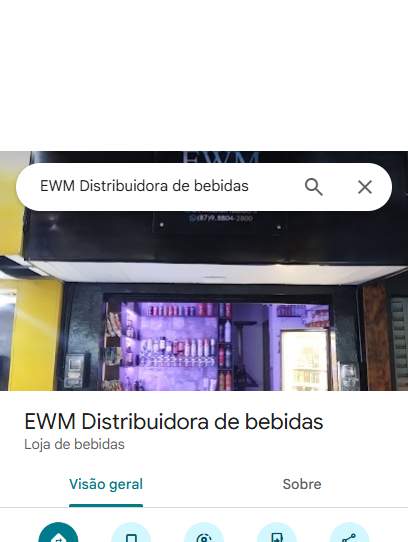 EWM
EWM Distribuidora de bebidas
(87)9.8804-2800
EWM Distribuidora de bebidas
Loja de bebidas
Visão geral
Sobre